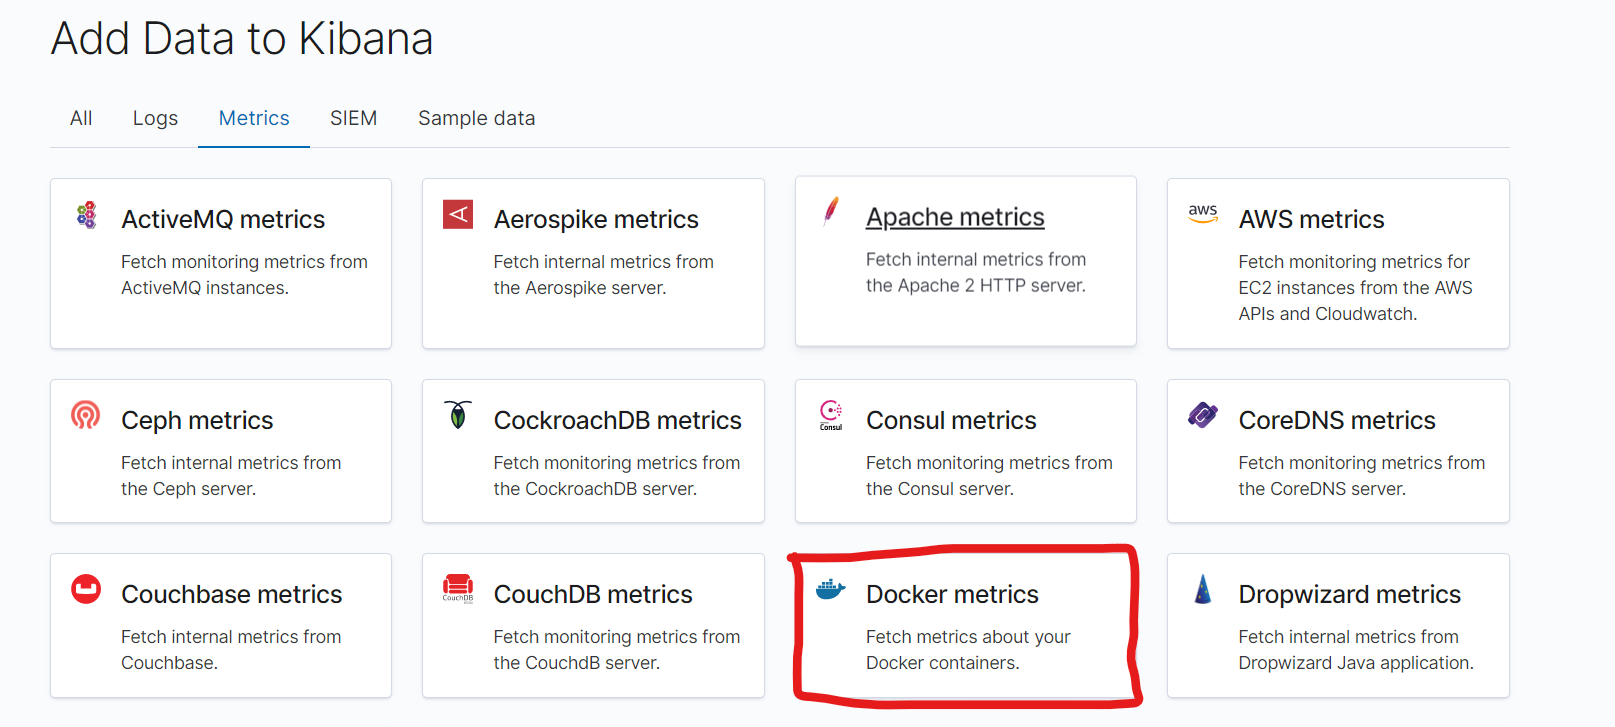 Add Data to Kibana
All Logs Metrics SIEM Sample data
ActiveMQ metrics
Fetch monitoring metrics from
ActiveMQ instances.
Aerospike metrics
Fetch internal metrics from
the Aerospike server.
Apache metrics
Fetch internal metrics from
the Apache 2 HTTP server.
aws
AWS metrics
Fetch monitoring metrics for
EC2 instances from the AWS
APIs and Cloudwatch.
Ceph metrics
Fetch internal metrics from
the Ceph server.
CockroachDB metrics
Fetch monitoring metrics from
the CockroachDB server.
Consul
Consul metrics
Fetch monitoring metrics from
the Consul server.
CoreDNS metrics
Fetch monitoring metrics from
the CoreDNS server.
Couchbase metrics
Fetch internal metrics from
Couchbase.
CouchDB
CouchDB metrics
Fetch monitoring metrics from
the CouchdB server.
Docker metrics
Fetch metrics about your
Docker containers.
Dropwizard metrics
Fetch internal metrics from
Dropwizard Java application.